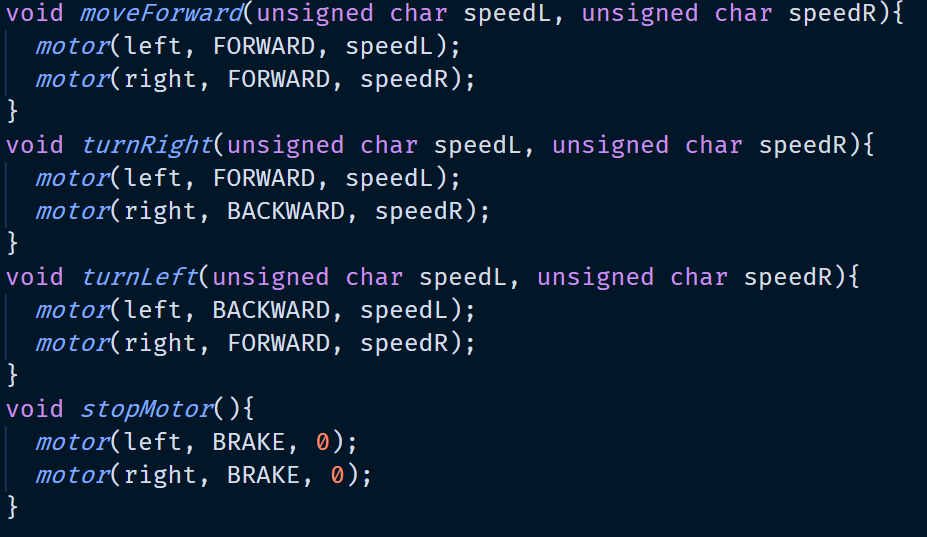 void moveForward(unsigned char speedL, unsigned char speedR){
  motor(left, FORWARD, speedL);
  motor(right, FORWARD, speedR);
}
void turnRight(unsigned char speedL, unsigned char speedR){
  motor(left, FORWARD, speedL);
  motor(right, BACKWARD, speedR);
}
void turnLeft(unsigned char speedL, unsigned char speedR){
  motor(left, BACKWARD, speedL);
  motor(right, FORWARD, speedR);
}
void stopMotor(){
  motor(left, BRAKE, 0);
  motor(right, BRAKE, 0);
}